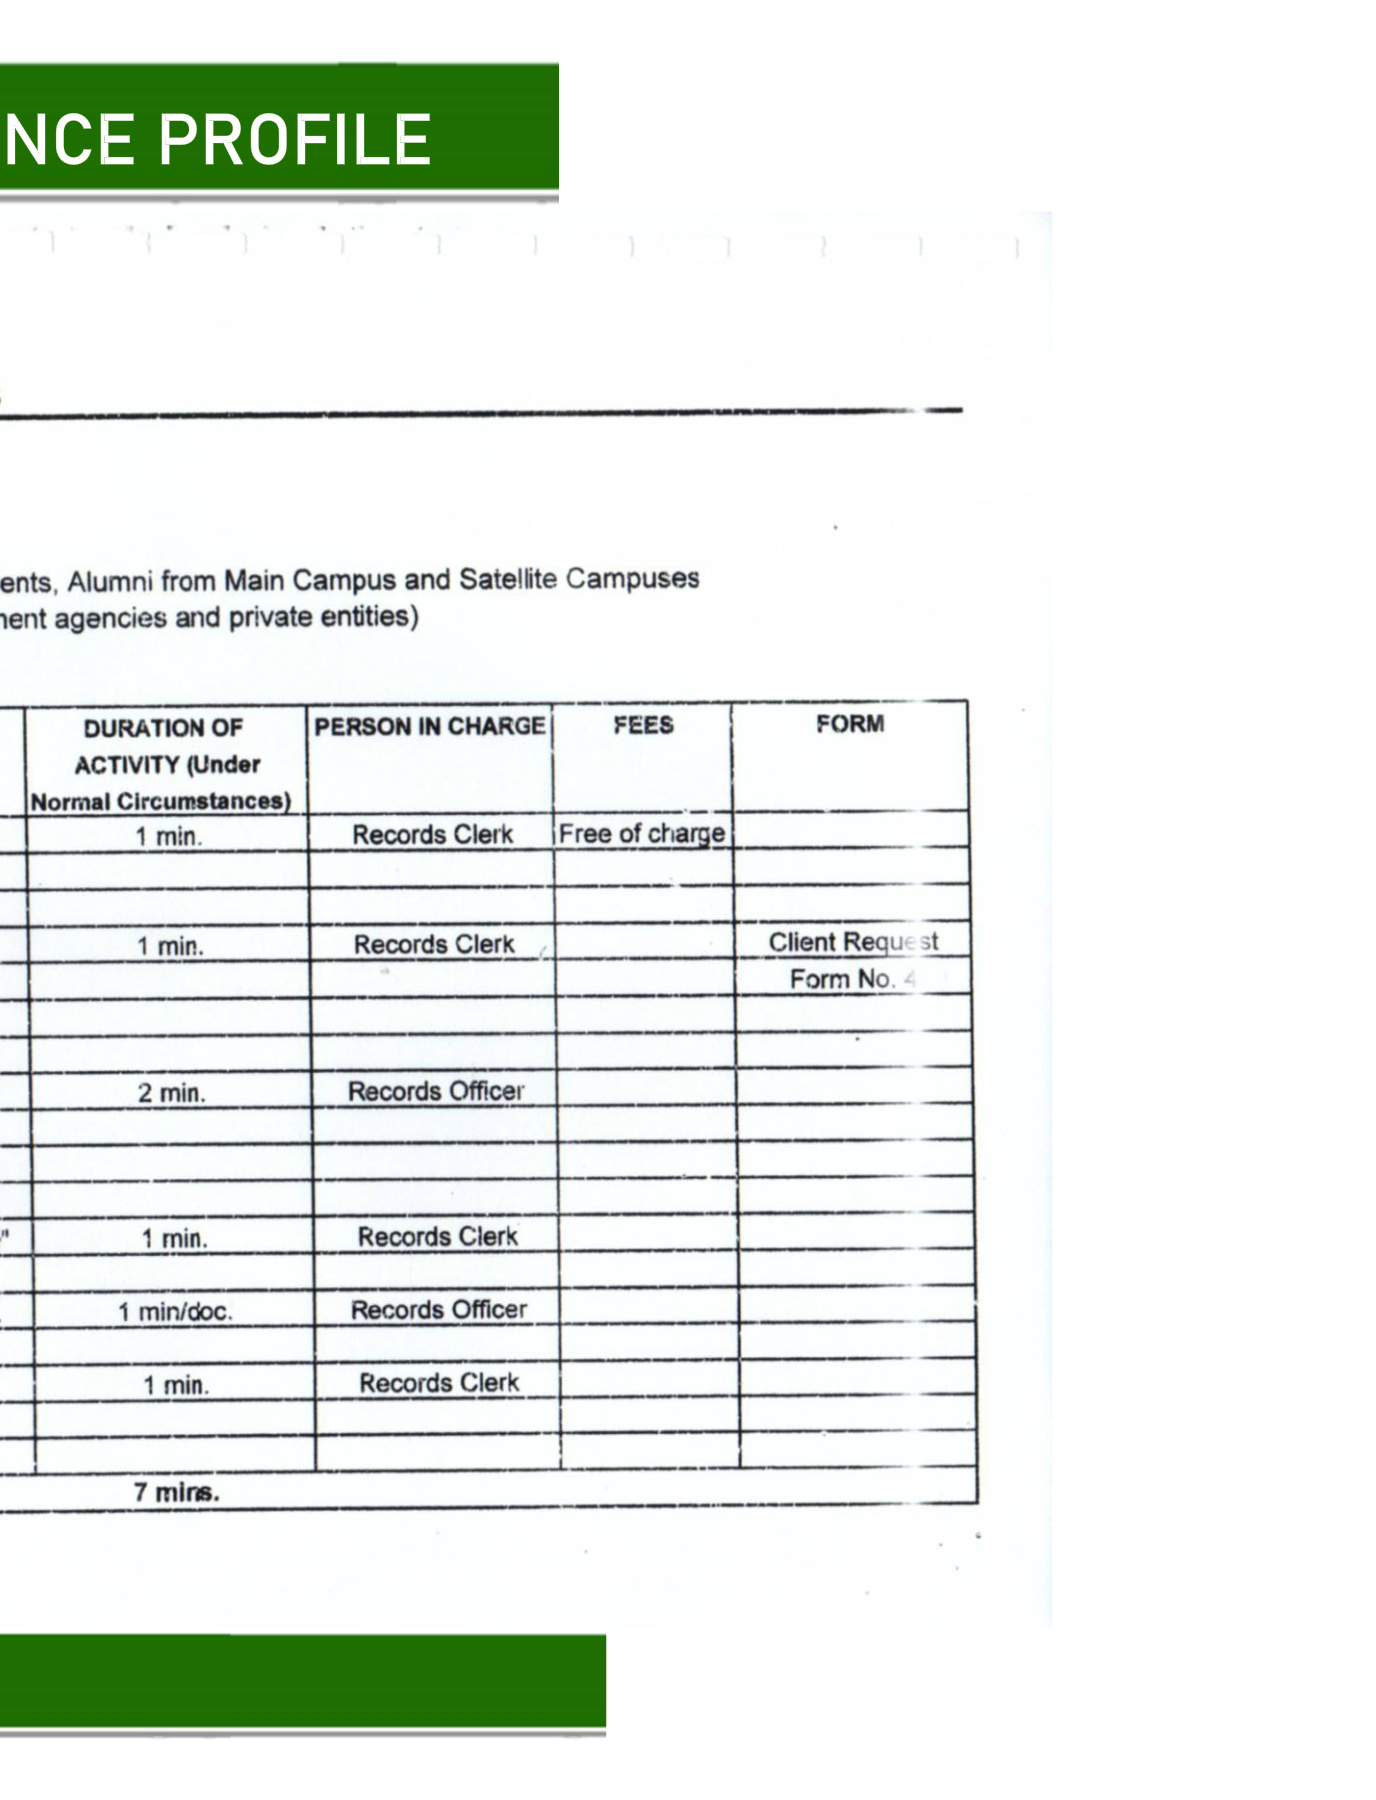 NCE PROFILE
ents, Alumni from Main Campus and Satellite Campuses
ment agencies and private entities)
DURATION OF ACTIVITY (Under Normal Circumstances) PERSON IN CHARGE FEES FORM
1 min. Records Clerk Free of charge
1 min. Records Clerk Client Request
Form No. 4
2 min. Records Officer
" 1 min. Records Clerk
1 min/doc. Records Officer
1 min. Records Clerk
7 mins.